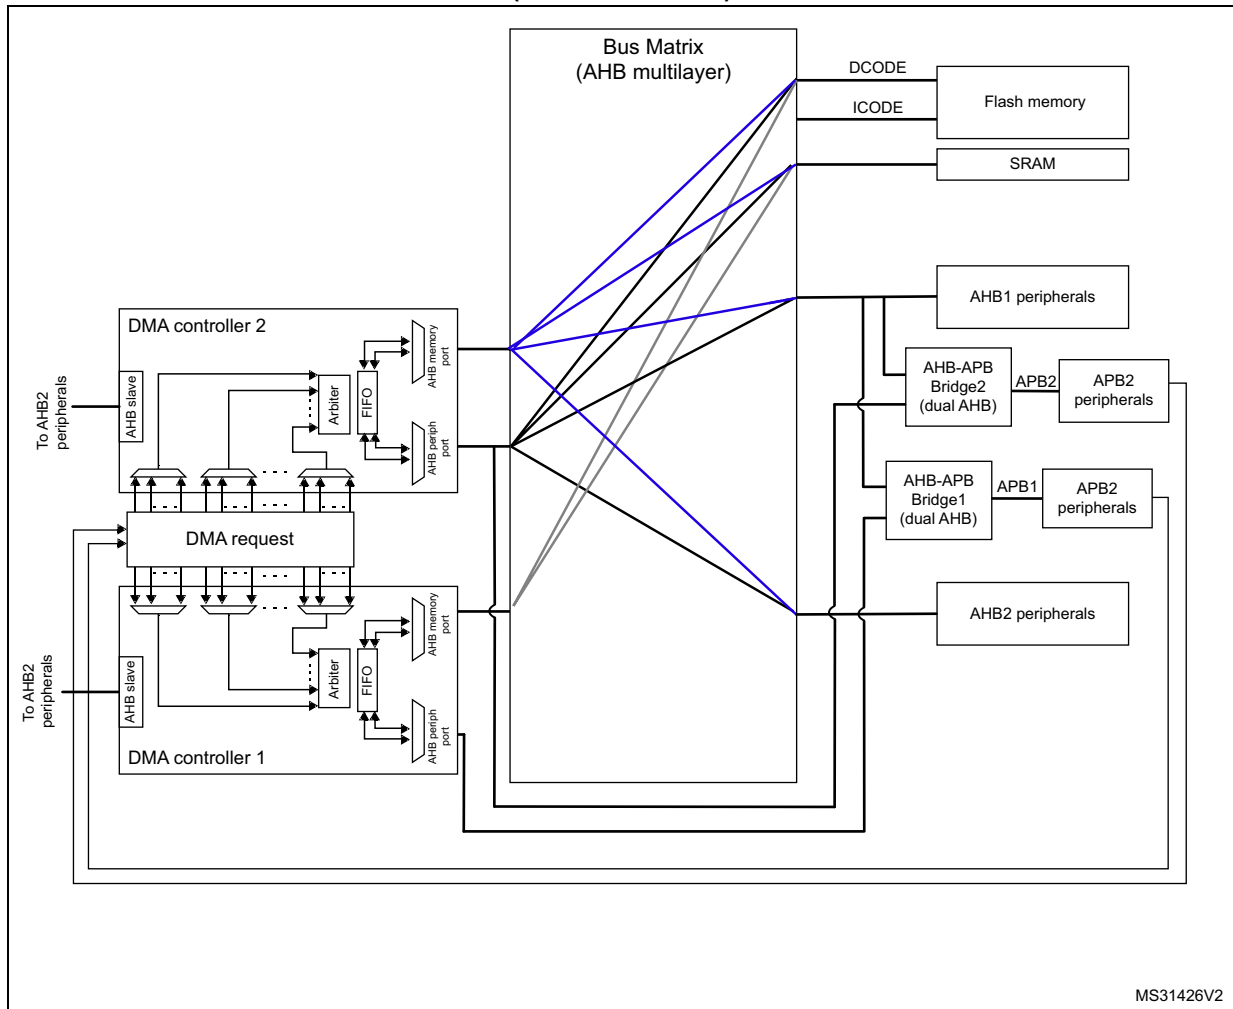 Bus Matrix
(AHB multilayer)
DCODE
ICODE
Flash memory
SRAM
AHB1 peripherals
AHB-APB
Bridge2
(dual AHB)
APB2
APB2
peripherals
AHB-APB
Bridge1
(dual AHB)
APB1
APB2
peripherals
AHB2 peripherals
DMA controller 2
To AHB2
peripherals
AHB slave
Arbiter
FIFO
AHB memory
port
AHB periph
port
DMA request
To AHB2
peripherals
AHB slave
Arbiter
FIFO
AHB memory
port
AHB periph
port
DMA controller 1
MS31426V2